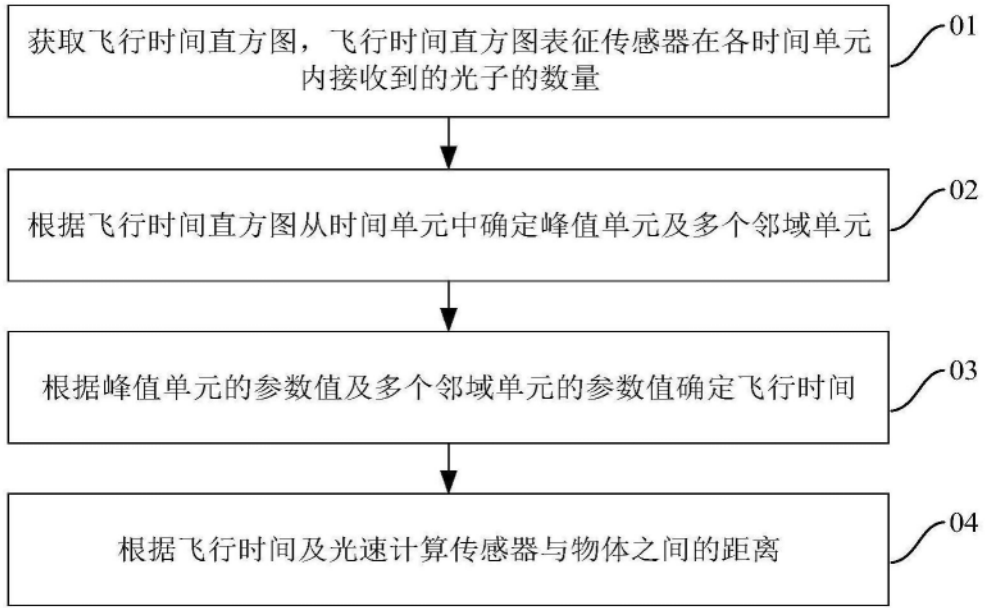 获取飞行时间直方图，飞行时间直方图表征传感器在各时间单元
内接收到的光子的数量
01
根据飞行时间直方图从时间单元中确定峰值单元及多个邻域单元
02
根据峰值单元的参数值及多个邻域单元的参数值确定飞行时间
03
根据飞行时间及光速计算传感器与物体之间的距离
04